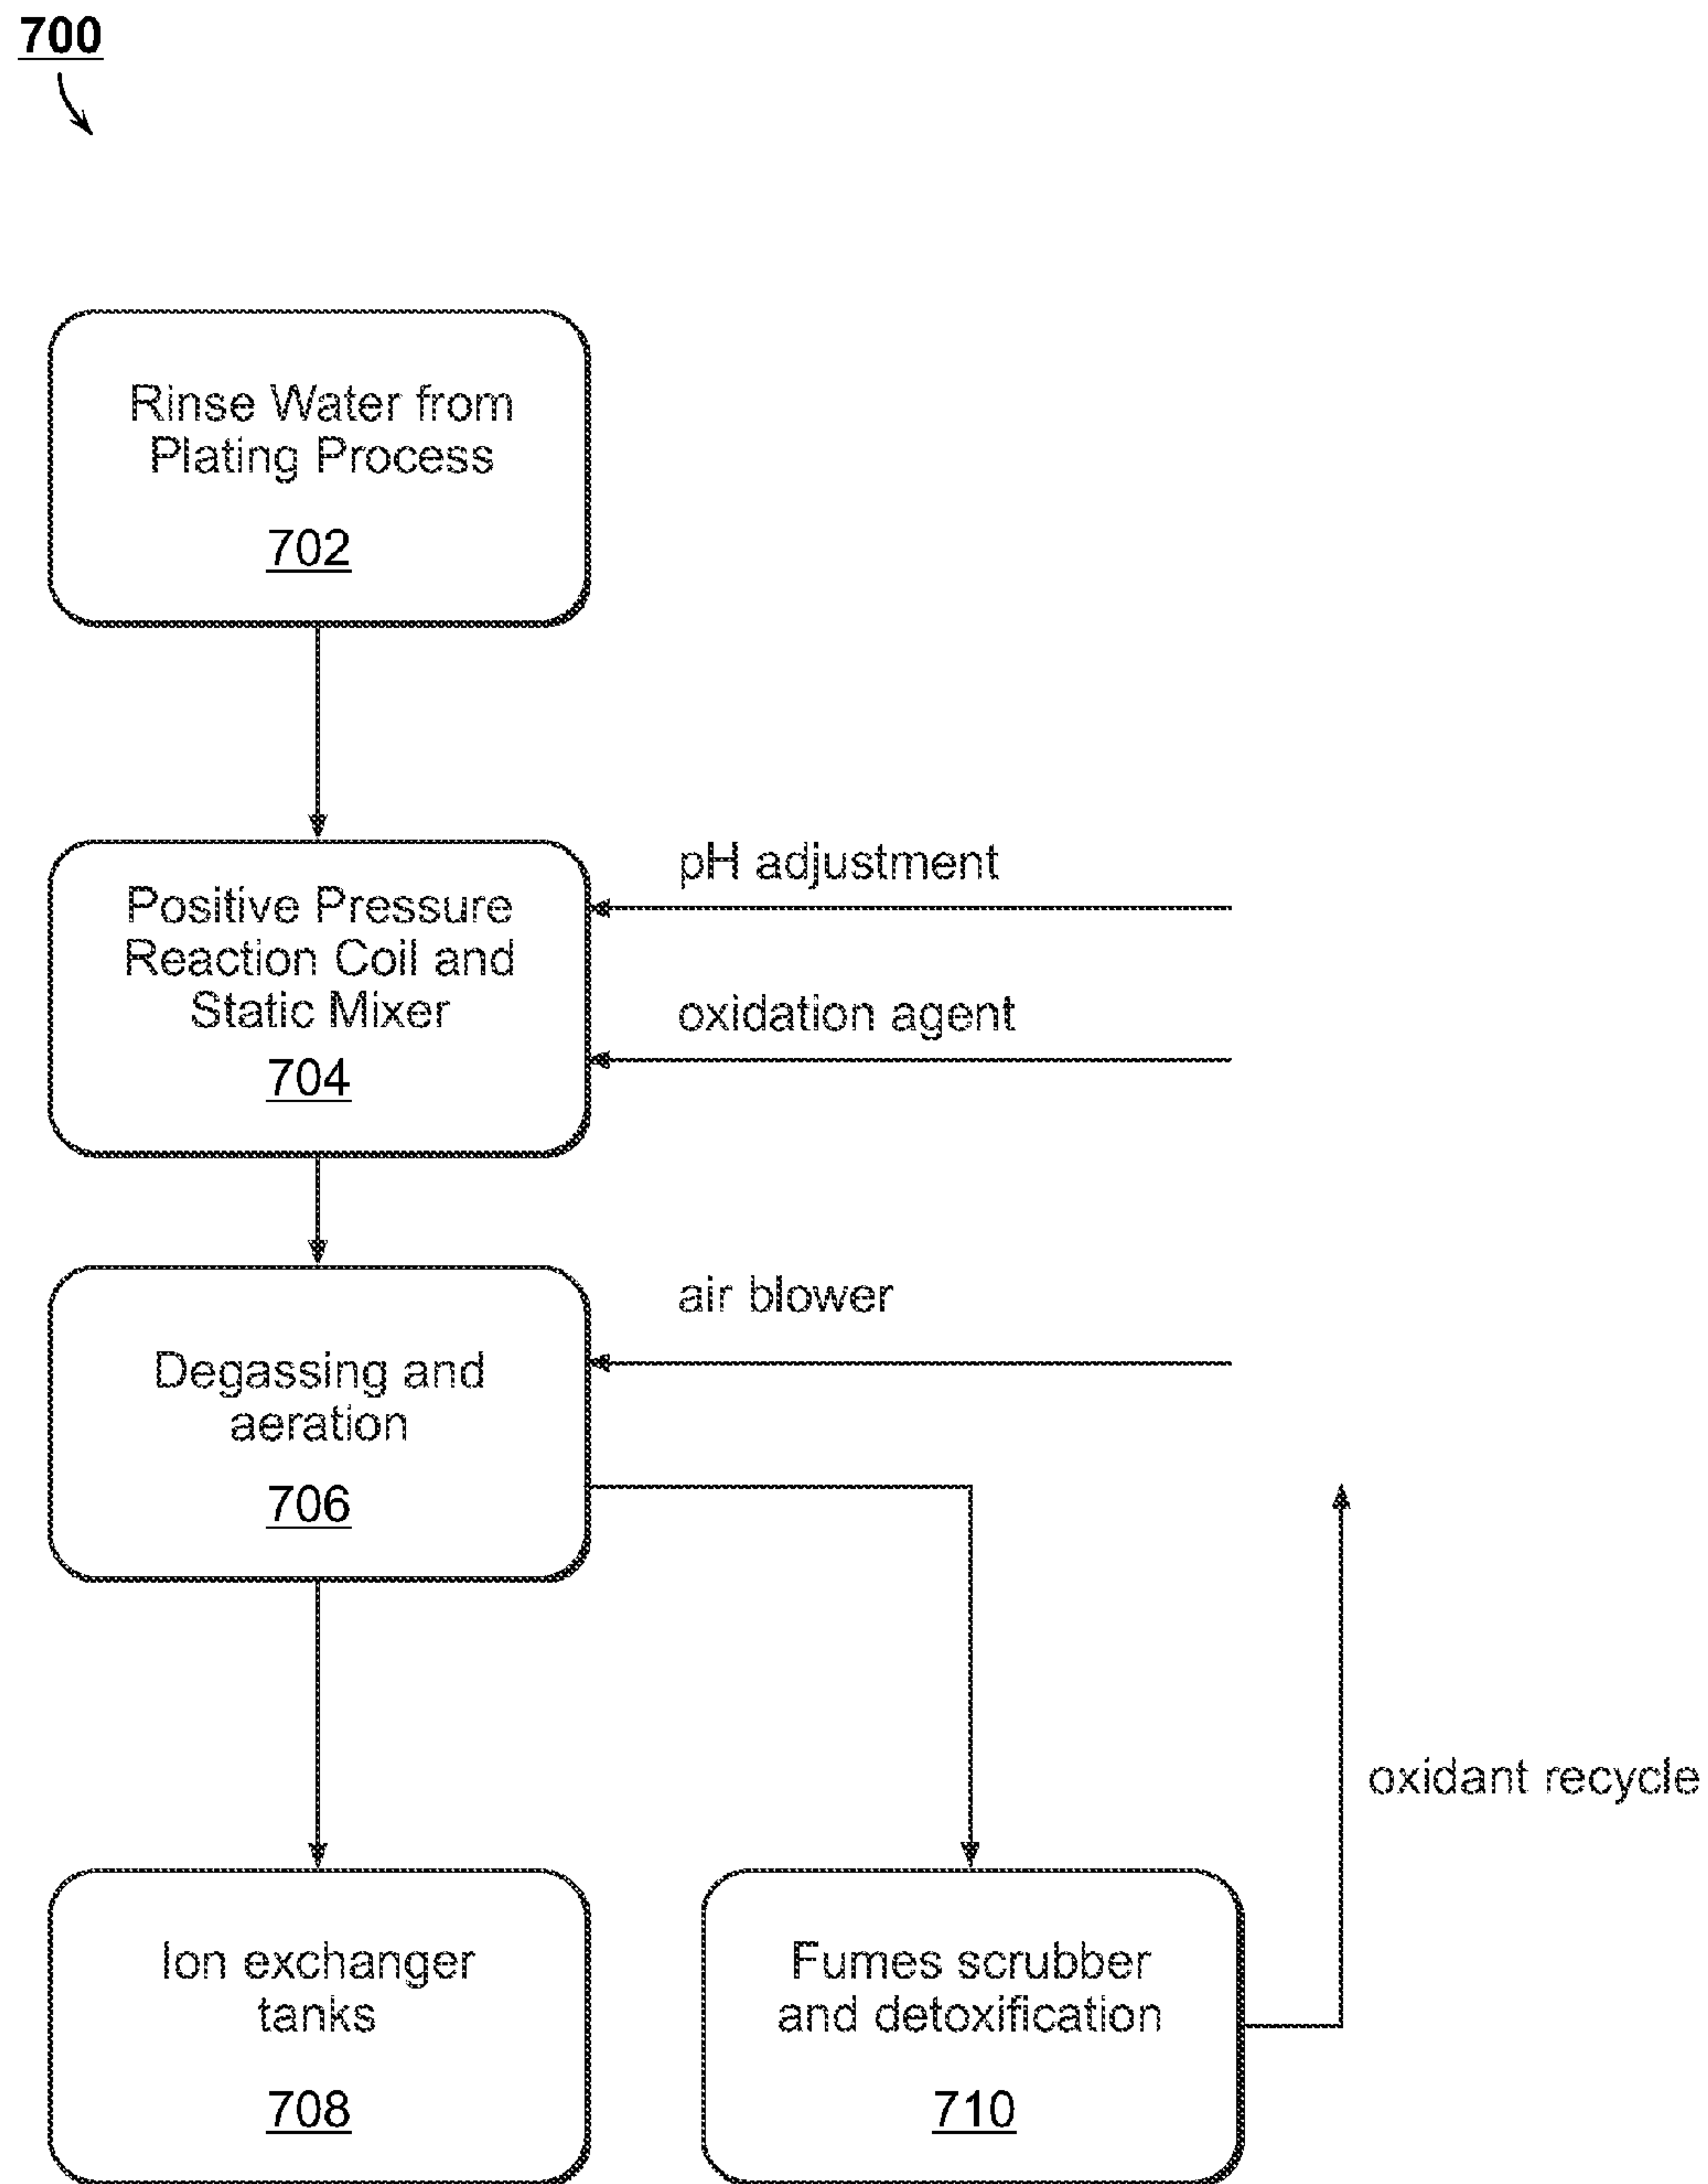 700
Rinse Water from
Plating Process
702
Positive Pressure
Reaction Coil and
Static Mixer
704
pH adjustment
oxidation agent
Degassing and
aeration
706
air blower
oxidant recycle
Ion exchanger
tanks
708
Fumes scrubber
and detoxification
710